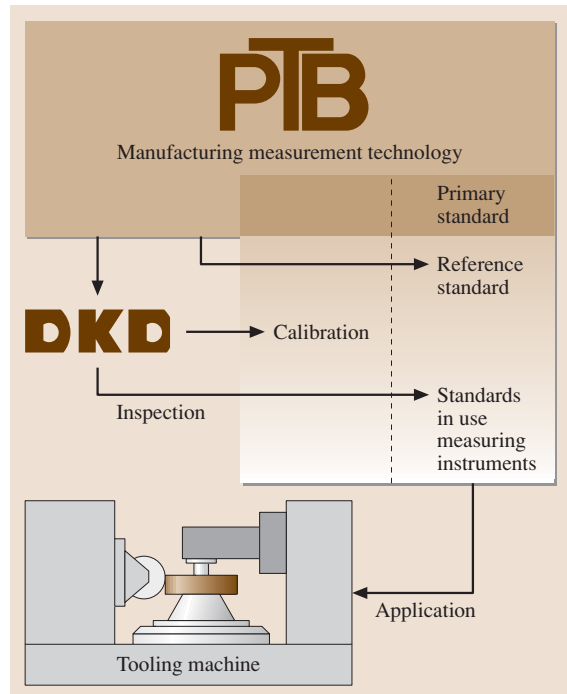 PTB
Manufacturing measurement technology
Primary
standard
Reference
standard
DKD
Calibration
Standards
in use
measuring
instruments
Inspection
Application
Tooling machine